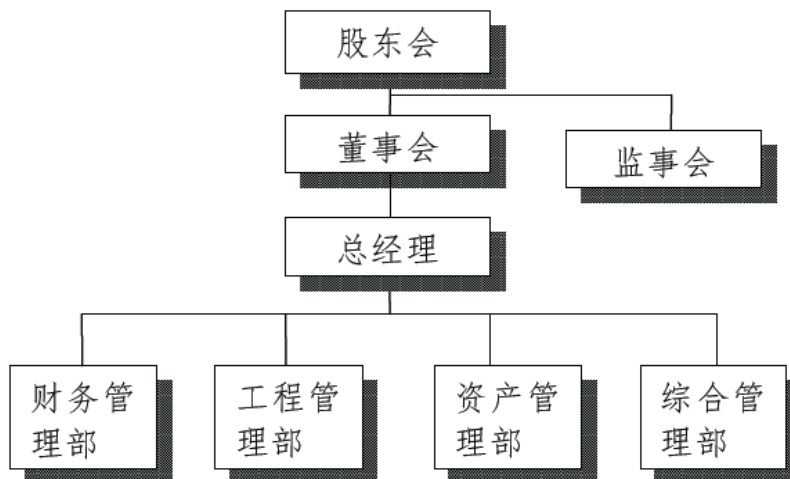 股东会
董事会
监事会
总经理
财务管
理部
工程管
理部
资产管
理部
综合管
理部